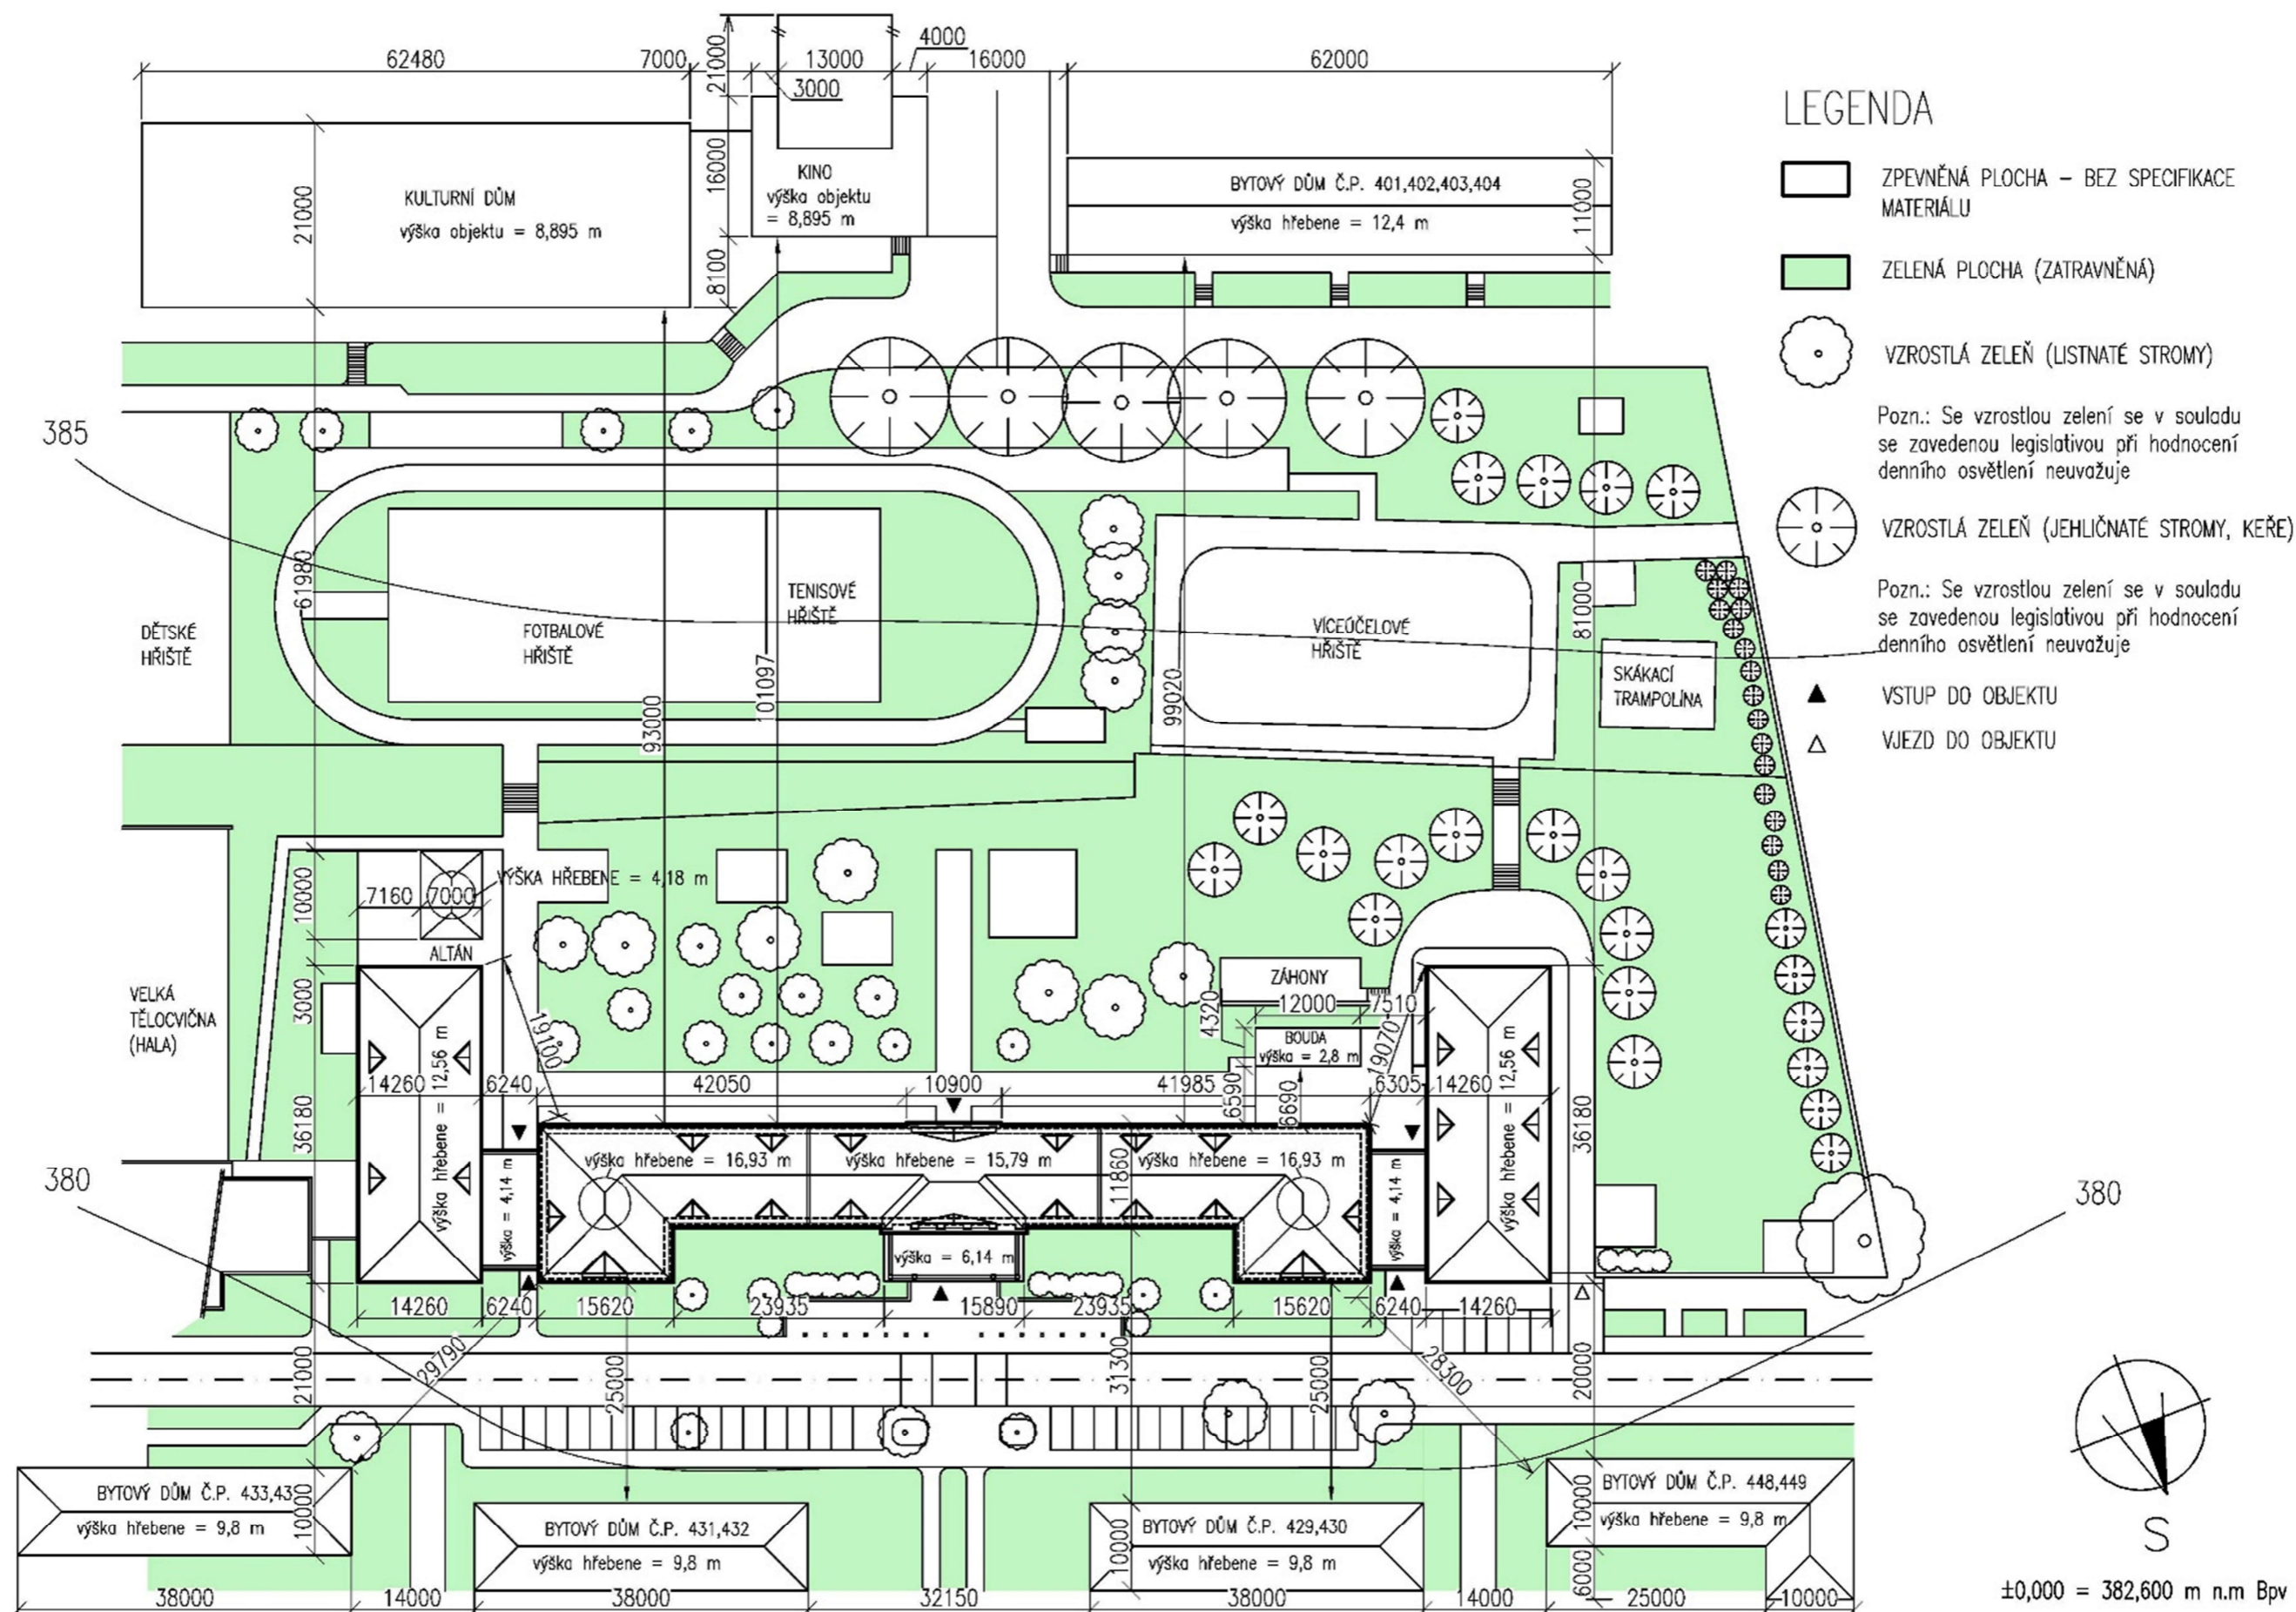 62480
7000
21000
13000
3000
4000
16000
62000
KULTURNÍ DŮM
výška objektu = 8,895 m
21000
16000
8100
KINO
výška objektu
= 8,895 m
BYTOVÝ DŮM Č.P. 401,402,403,404
výška hřebene = 12,4 m
11000
LEGENDA
ZPEVNĚNÁ PLOCHA – BEZ SPECIFIKACE
MATERIÁLU
ZELENÁ PLOCHA (ZATRAVNĚNÁ)
VZROSTLÁ ZELEŇ (LISTNATÉ STROMY)
Pozn.: Se vzrostlou zelení se v souladu
se zavedenou legislativou při hodnocení
denního osvětlení neuvažuje
VZROSTLÁ ZELEŇ (JEHLIČNATÉ STROMY, KEŘE)
Pozn.: Se vzrostlou zelení se v souladu
se zavedenou legislativou při hodnocení
denního osvětlení neuvažuje
VSTUP DO OBJEKTU
VJEZD DO OBJEKTU
385
61980
DĚTSKÉ
HŘIŠTĚ
FOTBALOVÉ
HŘIŠTĚ
TENISOVÉ
HŘIŠTĚ
93000
101097
99020
VÍCEÚČELOVÉ
HŘIŠTĚ
81000
SKÁKACÍ
TRAMPOLÍNA
10000
7160
7000
VÝŠKA HŘEBENE = 4,18 m
ALTÁN
3000
VELKÁ
TĚLOCVIČNA
(HALA)
19100
ZÁHONY
4320
12000
7510
BOUDA
výška = 2,8 m
19070
14260
6240
42050
10900
41985
6590
6690
6305
14260
36180
výška hřebene = 12,56 m
výška = 4,14 m
výška hřebene = 16,93 m
výška hřebene = 15,79 m
výška hřebene = 16,93 m
11860
výška = 4,14 m
výška hřebene = 12,56 m
36180
380
380
výška = 6,14 m
14260
6240
15620
23935
15890
23935
15620
6240
14260
21000
29790
25000
31300
25000
28300
20000
BYTOVÝ DŮM Č.P. 433,43
výška hřebene = 9,8 m
10000
BYTOVÝ DŮM Č.P. 431,432
výška hřebene = 9,8 m
10000
BYTOVÝ DŮM Č.P. 429,430
výška hřebene = 9,8 m
BYTOVÝ DŮM Č.P. 448,449
výška hřebene = 9,8 m
10000
6000
38000
14000
38000
32150
38000
14000
25000
10000
S
±0,000 = 382,600 m n.m Bpv